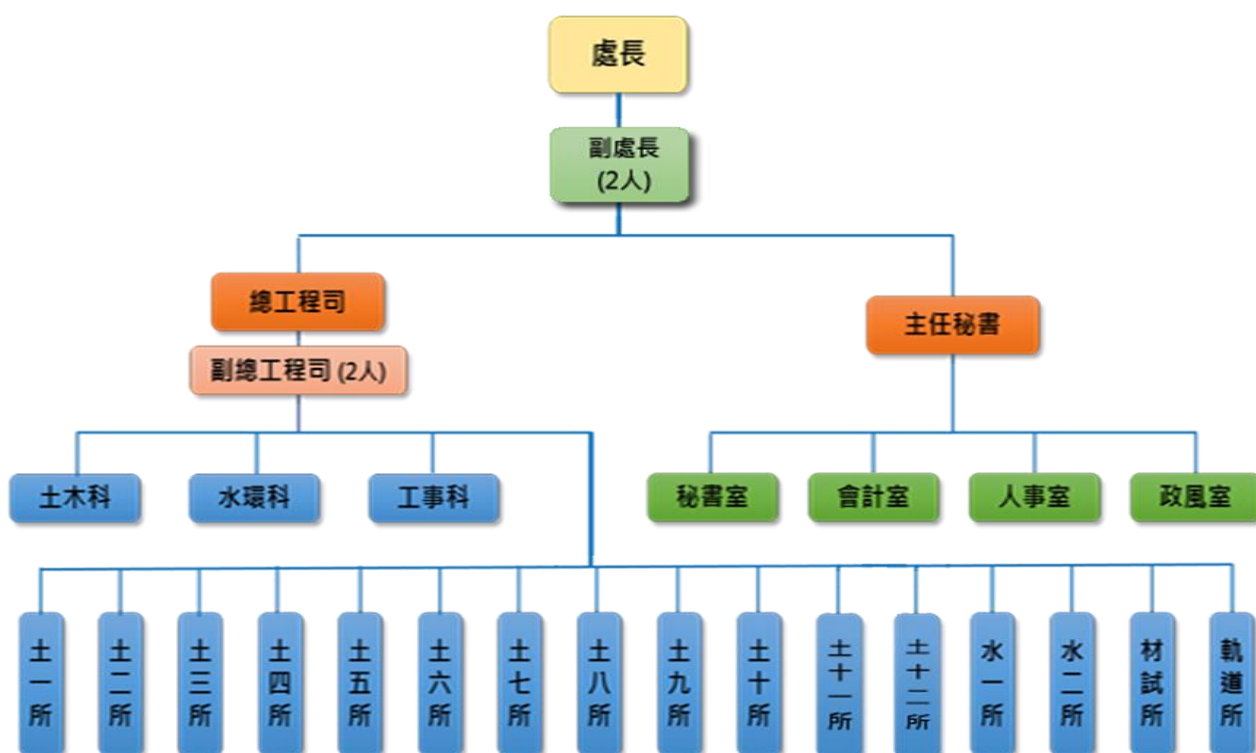 處長
副處長
(2人)
總工程司
主任秘書
副總工程司 (2人)
土木科
水環科
工事科
秘書室
會計室
人事室
政風室
土一所
土二所
土三所
土四所
土五所
土六所
土七所
土八所
土九所
土十所
土十一所
土十二所
水一所
水二所
材試所
軌道所